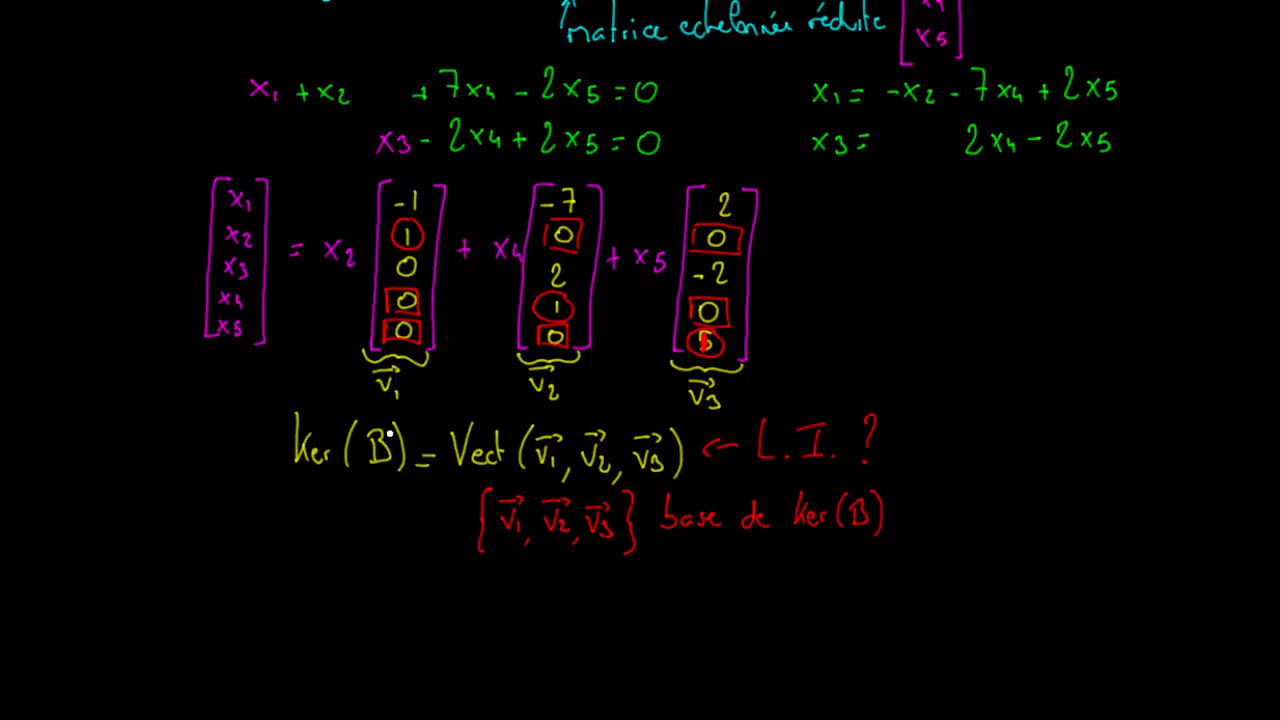 ↑matrice echelonnée réduite [x4
x5]
x1 + x2 + 7x4 - 2x5 = 0 x1 = -x2 - 7x4 + 2x5
x3 - 2x4 + 2x5 = 0 x3 = 2x4 - 2x5
x1 -1 -7 2
x2 = x2 1 + x4 0 + x5 0
x3 0 2 -2
x4 0 1 0
x5 0 0
v1 v2 v3
Ker(B) = Vect(v1, v2, v3) ← L.I.?
{v1, v2, v3} base de Ker(B)